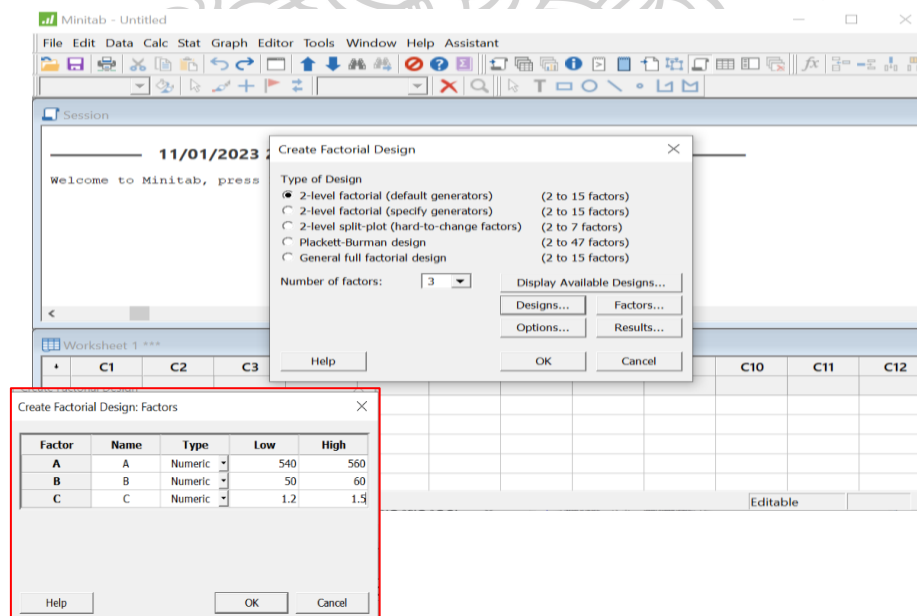 Minitab - Untitled
File Edit Data Calc Stat Graph Editor Tools Window Help Assistant
Session
11/01/2023
Welcome to Minitab, press
Create Factorial Design
Type of Design
2-level factorial (default generators) (2 to 15 factors)
2-level factorial (specify generators) (2 to 15 factors)
2-level split-plot (hard-to-change factors) (2 to 7 factors)
Plackett-Burman design (2 to 47 factors)
General full factorial design (2 to 15 factors)
Number of factors: 3 Display Available Designs...
Designs... Factors...
Options... Results...
Help OK Cancel
Worksheet 1 ***
C1 C2 C3 C10 C11 C12
Create Factorial Design: Factors
Factor Name Type Low High
A A Numeric 540 560
B B Numeric 50 60
C C Numeric 1.2 1.5
Help OK Cancel
Editable